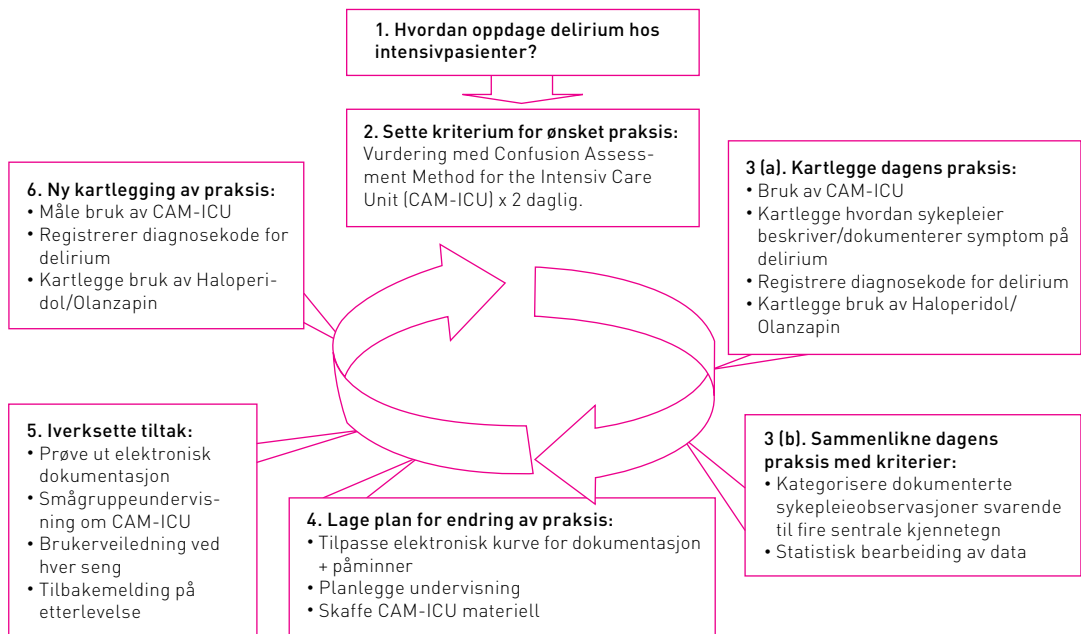 1. Hvordan oppdage delirium hos
intensivpasienter?
2. Sette kriterium for ønsket praksis:
Vurdering med Confusion Assess-
ment Method for the Intensiv Care
Unit (CAM-ICU) x 2 daglig.
3 (a). Kartlegge dagens praksis:
• Bruk av CAM-ICU
• Kartlegge hvordan sykepleier
beskriver/dokumenterer symptom på
delirium
• Registrere diagnosekode for delirium
• Kartlegge bruk av Haloperidol/
Olanzapin
3 (b). Sammenlikne dagens
praksis med kriterier:
• Kategorisere dokumenterte
sykepleieobservasjoner svarende
til fire sentrale kjennetegn
• Statistisk bearbeiding av data
4. Lage plan for endring av praksis:
• Tilpasse elektronisk kurve for dokumentasjon
+ påminner
• Planlegge undervisning
• Skaffe CAM-ICU materiell
5. Iverksette tiltak:
• Prøve ut elektronisk
dokumentasjon
• Smågruppeundervis-
ning om CAM-ICU
• Brukerveiledning ved
hver seng
• Tilbakemelding på
etterlevelse
6. Ny kartlegging av praksis:
• Måle bruk av CAM-ICU
• Registrerer diagnosekode for
delirium
• Kartlegge bruk av Haloperi-
dol/Olanzapin